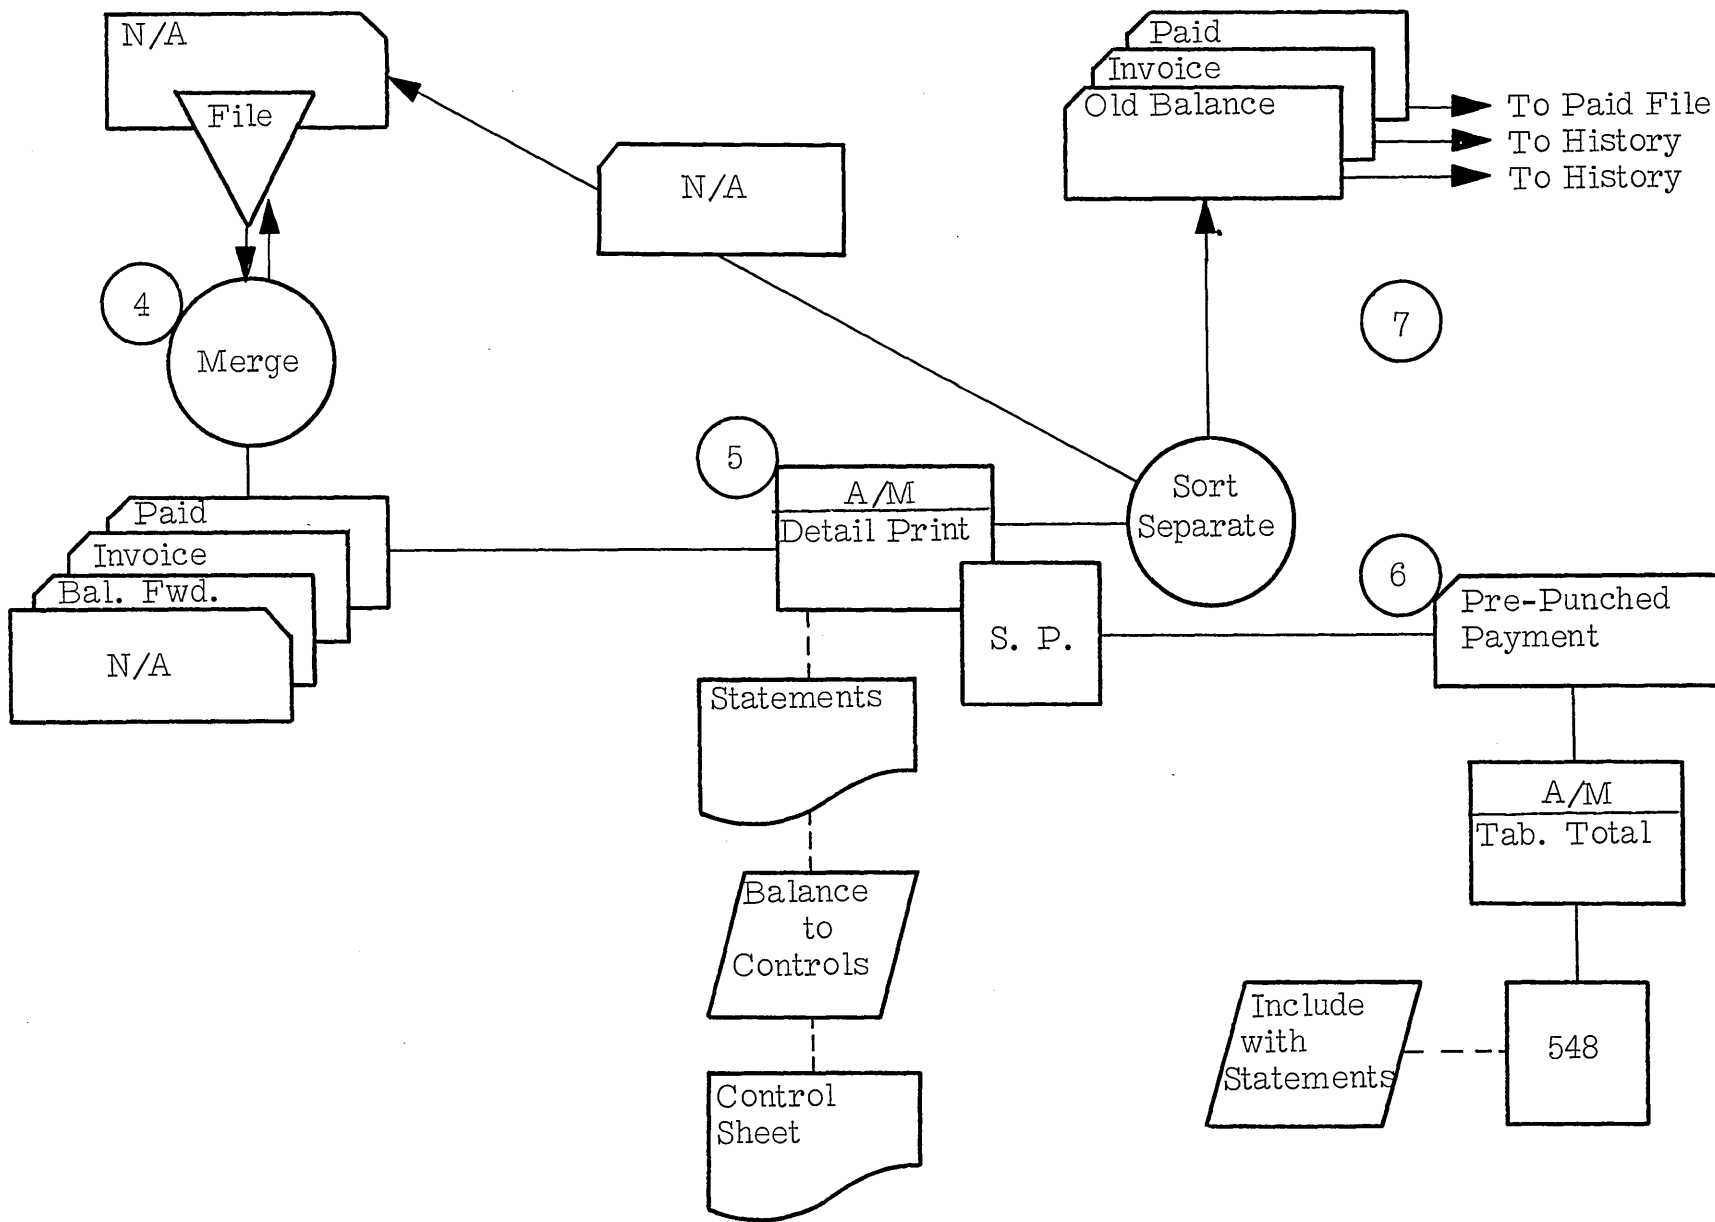 N/A
File
Paid
Invoice
Old Balance
To Paid File
To History
To History
N/A
4
Merge
7
5
A/M
Detail Print
Sort
Separate
Paid
Invoice
Bal. Fwd.
N/A
S. P.
6
Pre-Punched
Payment
Statements
A/M
Tab. Total
Balance
to
Controls
Include
with
Statements
548
Control
Sheet